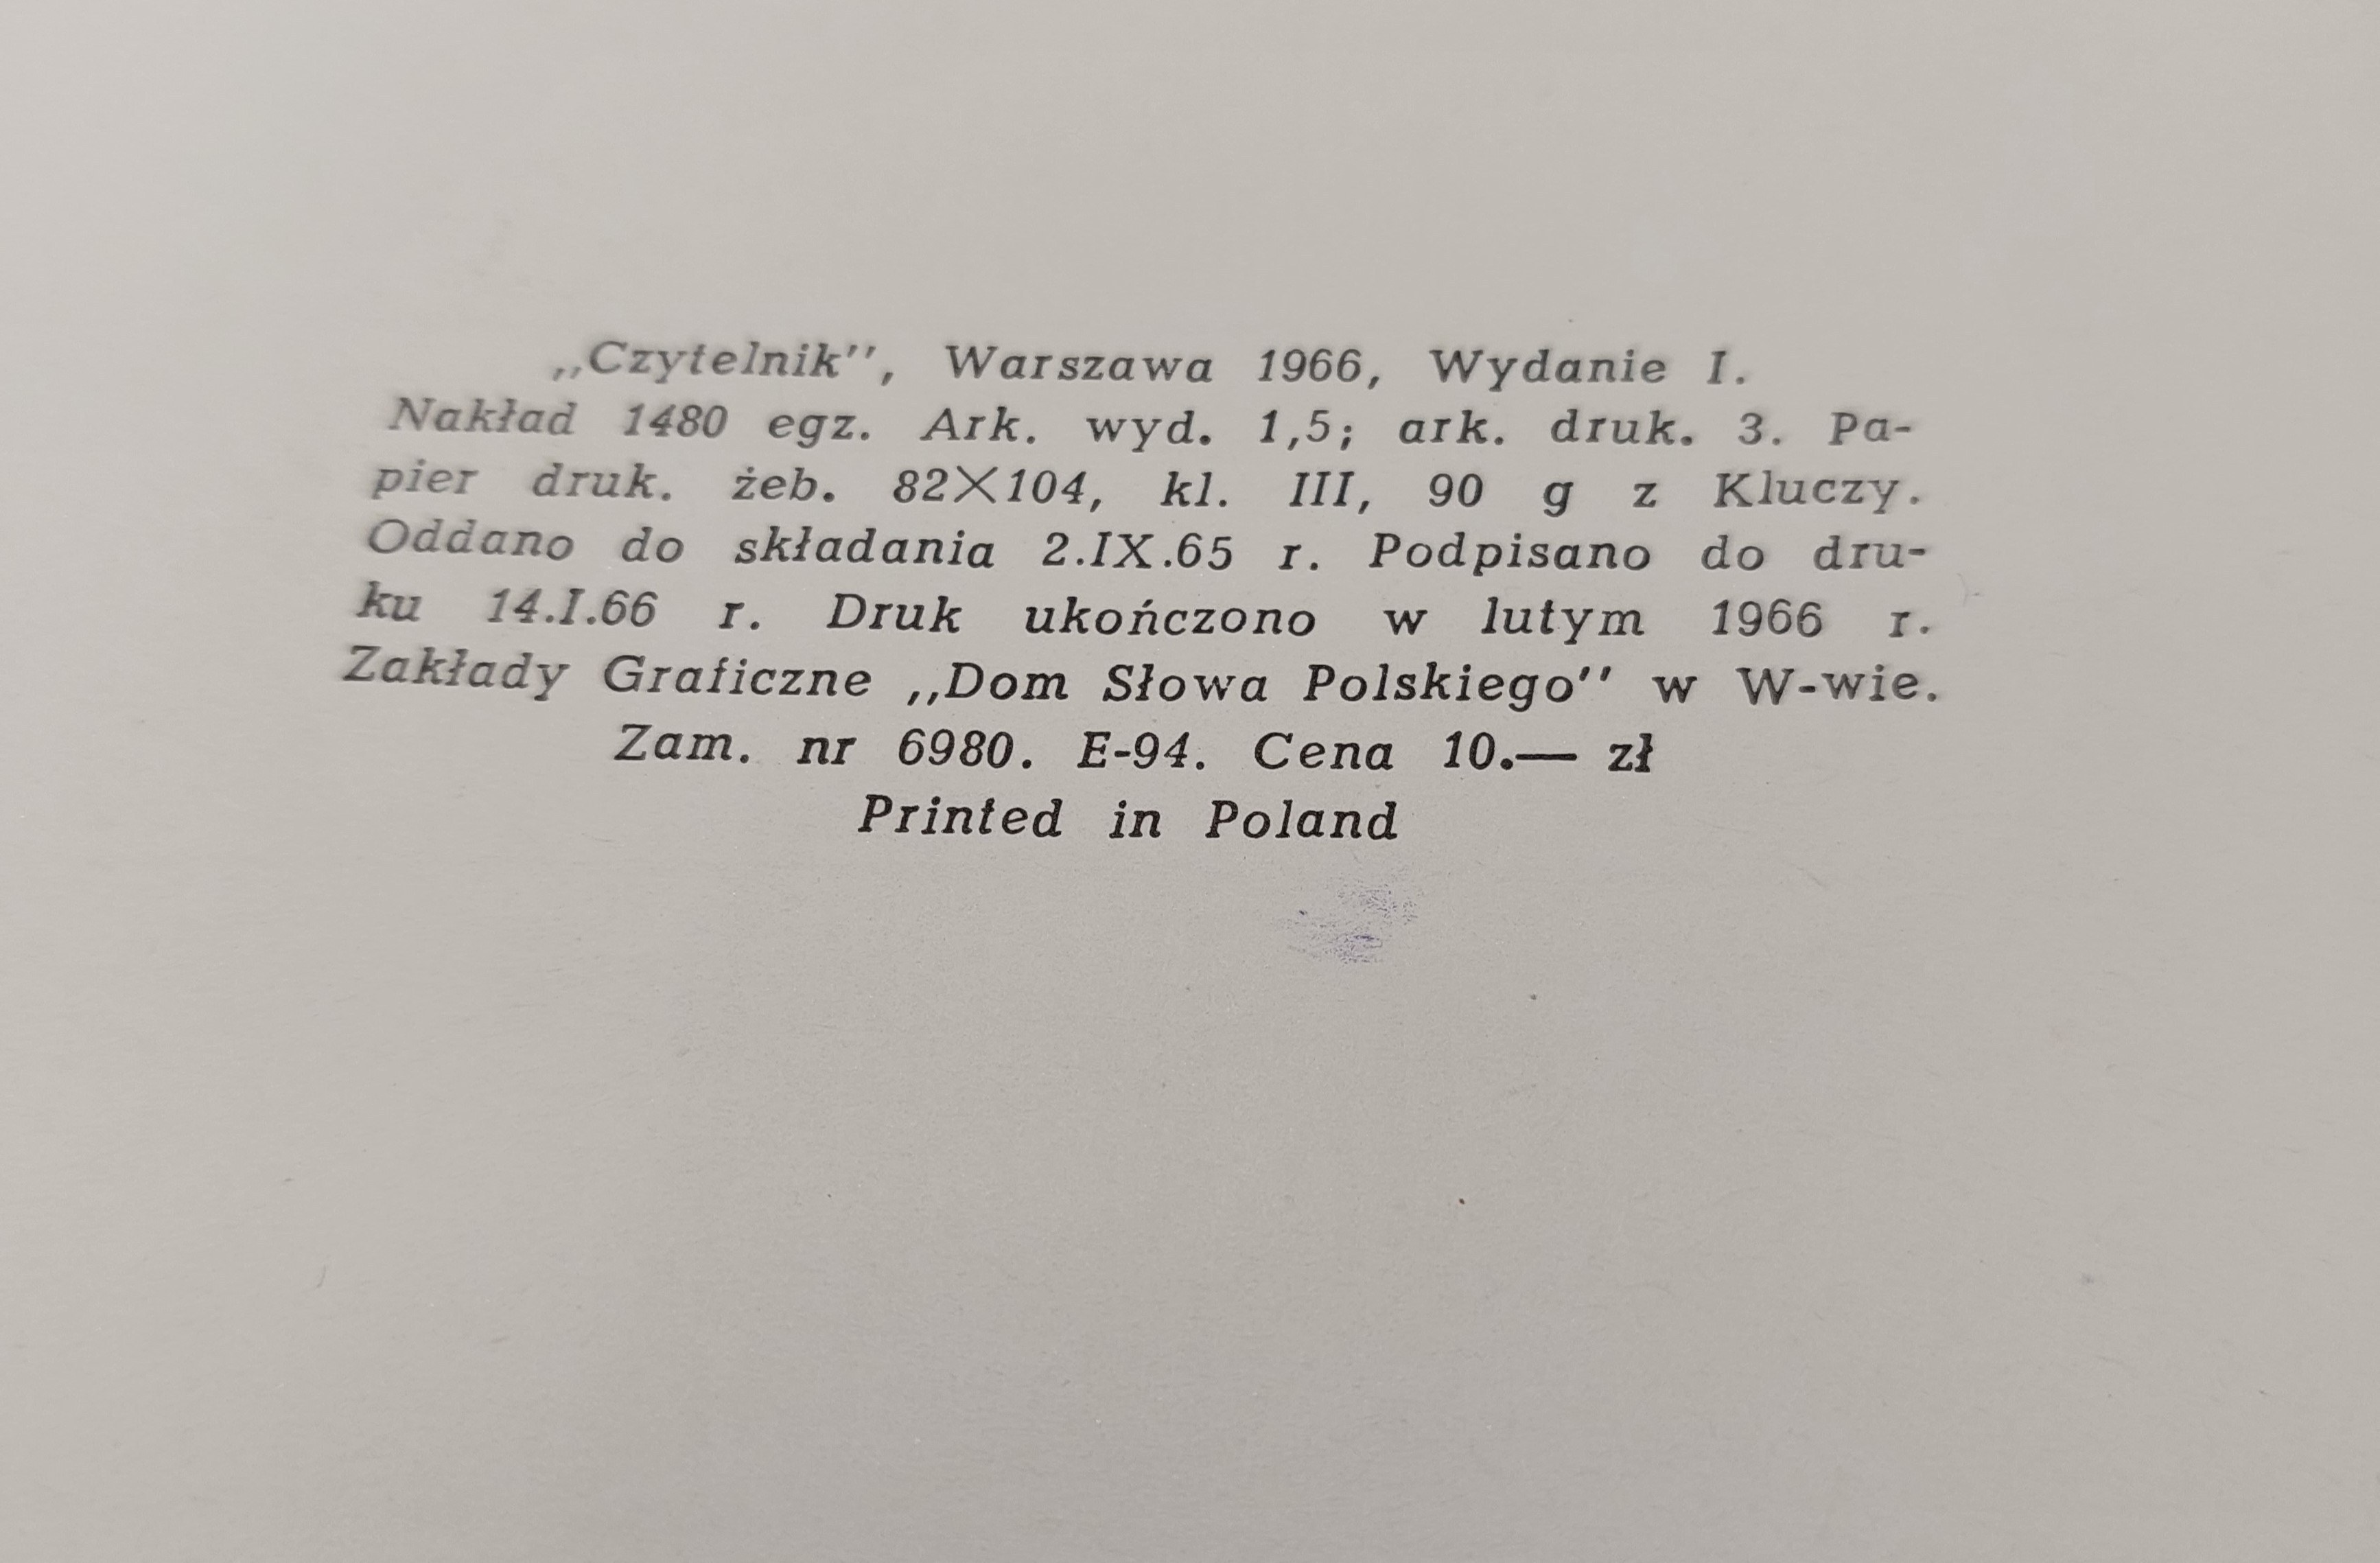 „Czytelnik”, Warszawa 1966, Wydanie I.
Nakład 1480 egz. Ark. wyd. 1,5; ark. druk. 3. Pa-
pier druk. żeb. 82×104, kl. III, 90 g z Kluczy.
Oddano do składania 2.IX.65 r. Podpisano do dru-
ku 14.I.66 r. Druk ukończono w lutym 1966 r.
Zakłady Graficzne „Dom Słowa Polskiego” w W-wie.
Zam. nr 6980. E-94. Cena 10.— zł
Printed in Poland